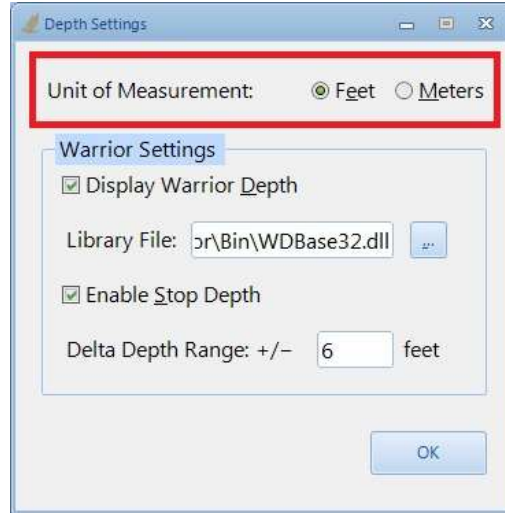 Depth Settings
Unit of Measurement: Feet Meters
Warrior Settings
Display Warrior Depth
Library File: or\Bin\WDBase32.dll ...
Enable Stop Depth
Delta Depth Range: +/− 6 feet
OK